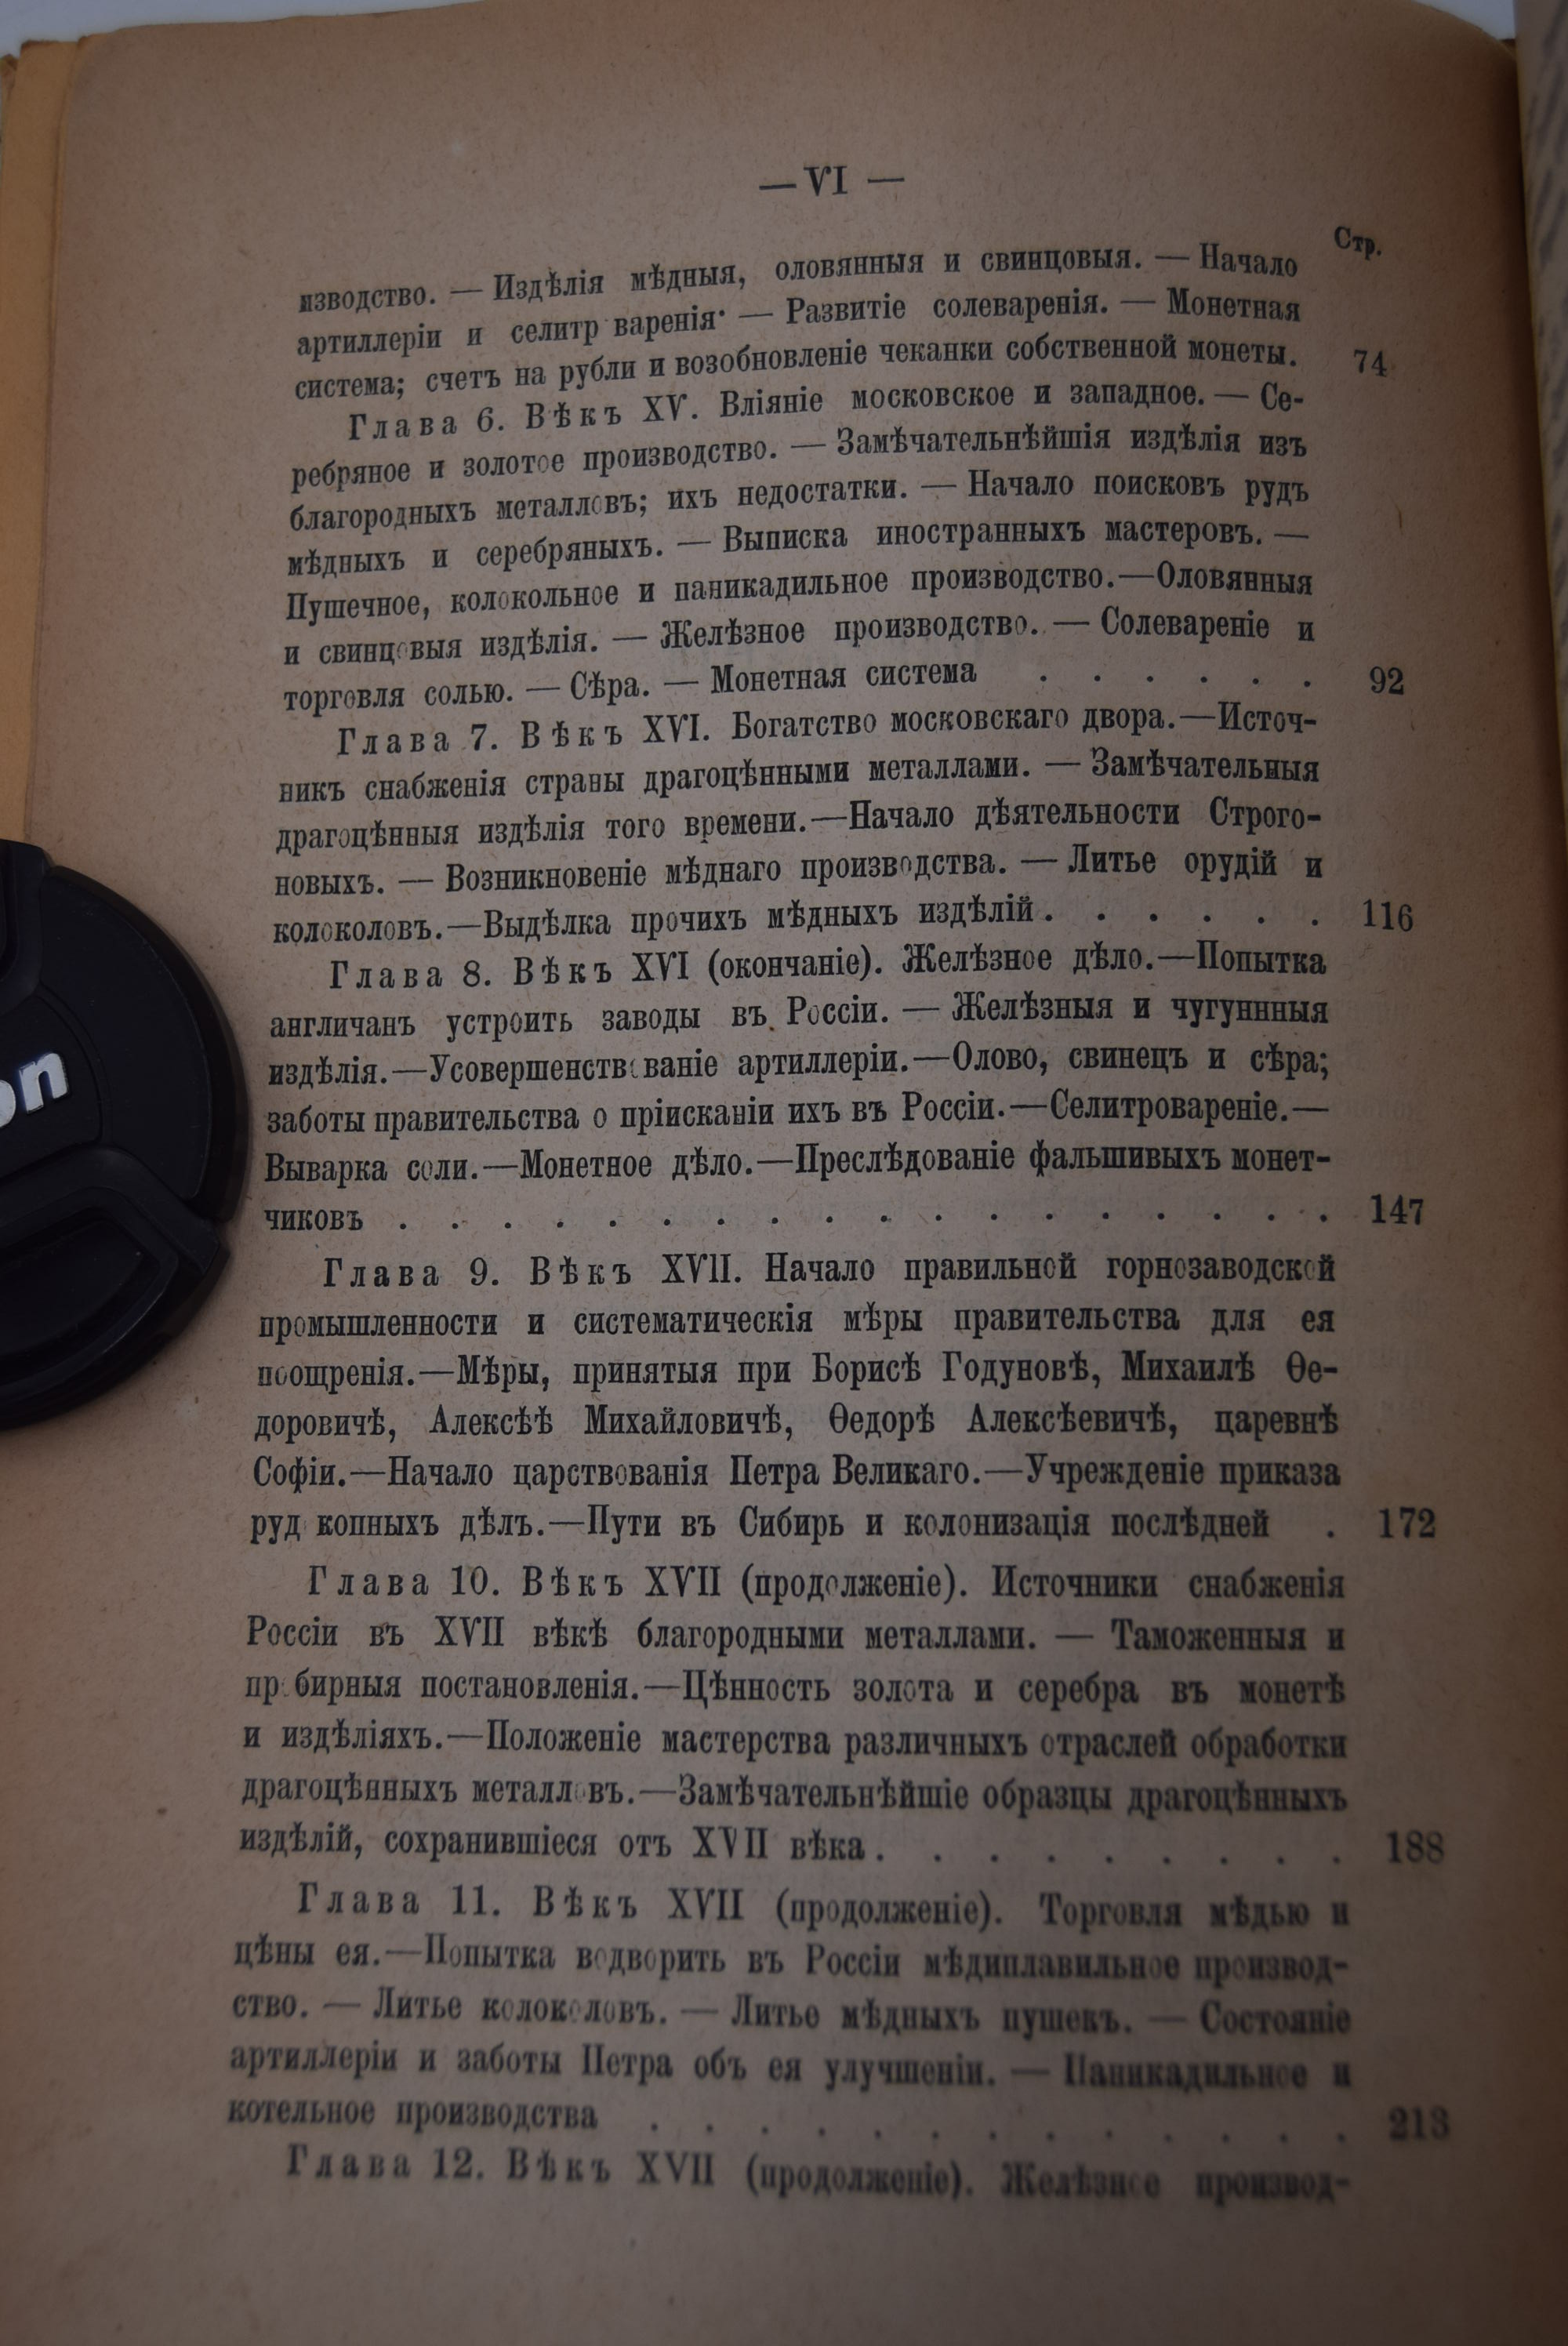 — VI —
Стр.
изводство. — Издѣлія мѣдныя, оловянныя и свинцовыя. — Начало
артиллеріи и селитр варенія· — Развитіе солеваренія. — Монетная
система; счетъ на рубли и возобновленіе чеканки собственной монеты. 74
Глава 6. Вѣкъ XV. Вліяніе московское и западное. — Се-
ребряное и золотое производство. — Замѣчательнѣйшія издѣлія изъ
благородныхъ металловъ; ихъ недостатки. — Начало поисковъ рудъ
мѣдныхъ и серебряныхъ. — Выписка иностранныхъ мастеровъ. —
Пушечное, колокольное и паникадильное производство.—Оловянныя
и свинцовыя издѣлія. — Желѣзное производство. — Солевареніе и
торговля солью. — Сѣра. — Монетная система . . . . . . 92
Глава 7. Вѣкъ XVI. Богатство московскаго двора.—Источ-
никъ снабженія страны драгоцѣнными металлами. — Замѣчательныя
драгоцѣнныя издѣлія того времени.—Начало дѣятельности Строго-
новыхъ. — Возникновеніе мѣднаго производства. — Литье орудій и
колоколовъ.—Выдѣлка прочихъ мѣдныхъ издѣлій. . . . . . 116
Глава 8. Вѣкъ XVI (окончаніе). Желѣзное дѣло.—Попытка
англичанъ устроить заводы въ Россіи. — Желѣзныя и чугуннныя
издѣлія.—Усовершенствованіе артиллеріи.—Олово, свинецъ и сѣра;
заботы правительства о пріисканіи ихъ въ Россіи.—Селитровареніе.—
Выварка соли.—Монетное дѣло.—Преслѣдованіе фальшивыхъ монет-
чиковъ . . . . . . . . . . . . . . . . . . 147
Глава 9. Вѣкъ XVII. Начало правильной горнозаводской
промышленности и систематическія мѣры правительства для ея
поощренія.—Мѣры, принятыя при Борисѣ Годуновѣ, Михаилѣ Ѳе-
доровичѣ, Алексѣѣ Михайловичѣ, Ѳедорѣ Алексѣевичѣ, царевнѣ
Софіи.—Начало царствованія Петра Великаго.—Учрежденіе приказа
руд копныхъ дѣлъ.—Пути въ Сибирь и колонизація послѣдней . 172
Глава 10. Вѣкъ XVII (продолженіе). Источники снабженія
Россіи въ XVII вѣкѣ благородными металлами. — Таможенныя и
пробирныя постановленія.—Цѣнность золота и серебра въ монетѣ
и издѣліяхъ.—Положеніе мастерства различныхъ отраслей обработки
драгоцѣнныхъ металловъ.—Замѣчательнѣйшіе образцы драгоцѣнныхъ
издѣлій, сохранившіеся отъ XVII вѣка. . . . . . . . . 188
Глава 11. Вѣкъ XVII (продолженіе). Торговля мѣдью и
цѣны ея.—Попытка водворить въ Россіи мѣдиплавильное производ-
ство. — Литье колоколовъ. — Литье мѣдныхъ пушекъ. — Состояніе
артиллеріи и заботы Петра объ ея улучшеніи. — Паникадильное и
котельное производства . . . . . . . . . . . . . 213
Глава 12. Вѣкъ XVII (продолженіе). Желѣзное производ-
on